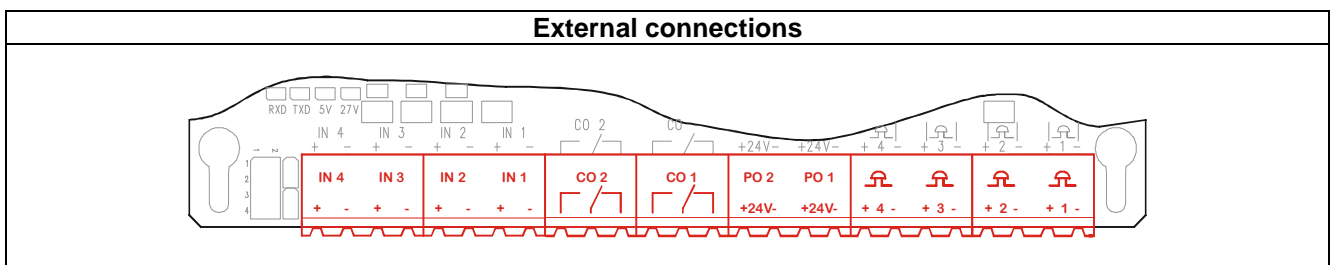 External connections
RXD TXD 5V 27V
IN 4 IN 3 IN 2 IN 1 CO 2 CO
+ - + - + - + - +24V- +24V- + 4 - + 3 - + 2 - + 1 -
1 2
1
2
3
4
IN 4 IN 3 IN 2 IN 1 CO 2 CO 1 PO 2 PO 1
+ - + - + - + - +24V- +24V- + 4 - + 3 - + 2 - + 1 -